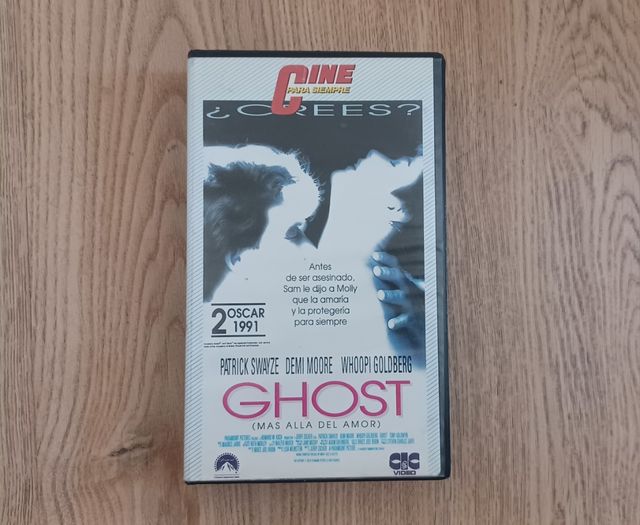 CINE
PARA SIEMPRE
¿CREES?
Antes
de ser asesinado,
Sam le dijo a Molly
que la amaría
y la protegería
para siempre
2 OSCAR
1991
PATRICK SWAYZE DEMI MOORE WHOOPI GOLDBERG
GHOST
(MAS ALLA DEL AMOR)
CIC
VIDEO